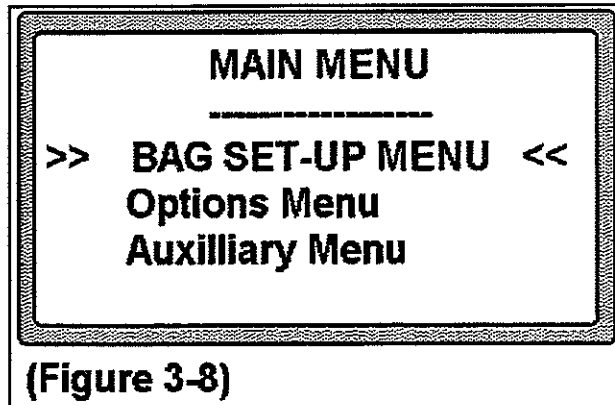 MAIN MENU
------------------
>> BAG SET-UP MENU <<
Options Menu
Auxilliary Menu
(Figure 3-8)